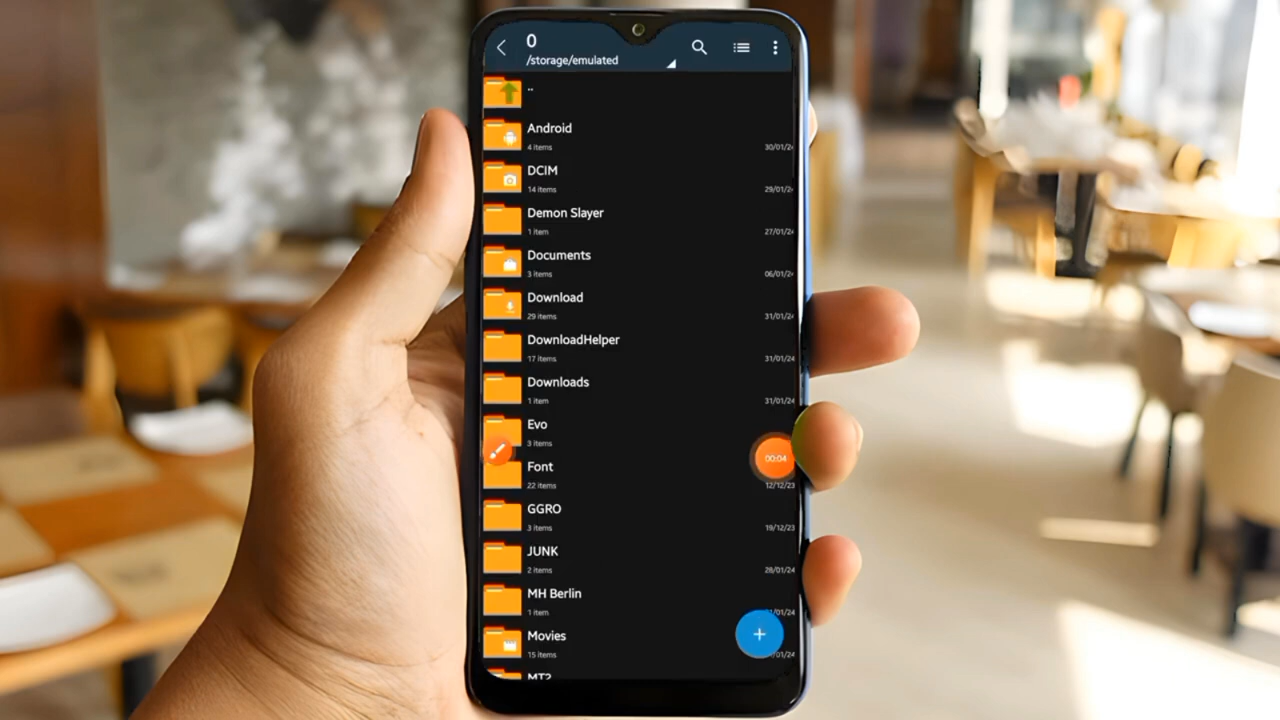 0
/storage/emulated
..
Android
4 items
30/01/24
DCIM
14 items
29/01/24
Demon Slayer
1 item
27/01/24
Documents
3 items
06/01/24
Download
29 items
31/01/24
DownloadHelper
17 items
31/01/24
Downloads
1 item
31/01/24
Evo
3 items
00:04
Font
22 items
12/12/23
GGRO
3 items
19/12/23
JUNK
2 items
28/01/24
MH Berlin
1 item
Movies
15 items
MT2